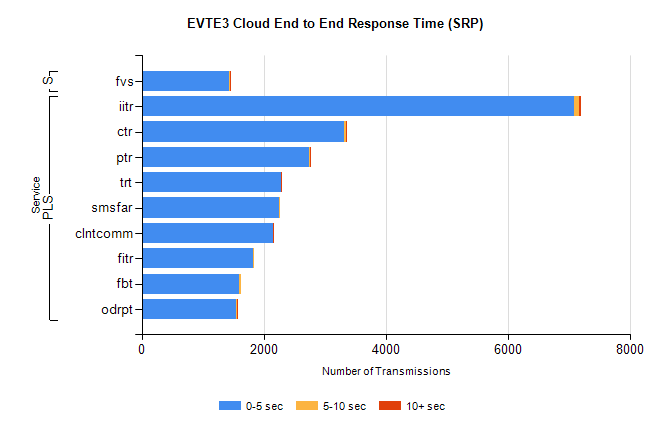 EVTE3 Cloud End to End Response Time (SRP)
Service
S
PLS
fvs
iitr
ctr
ptr
trt
smsfar
clntcomm
fitr
fbt
odrpt
0 2000 4000 6000 8000
Number of Transmissions
0-5 sec 5-10 sec 10+ sec